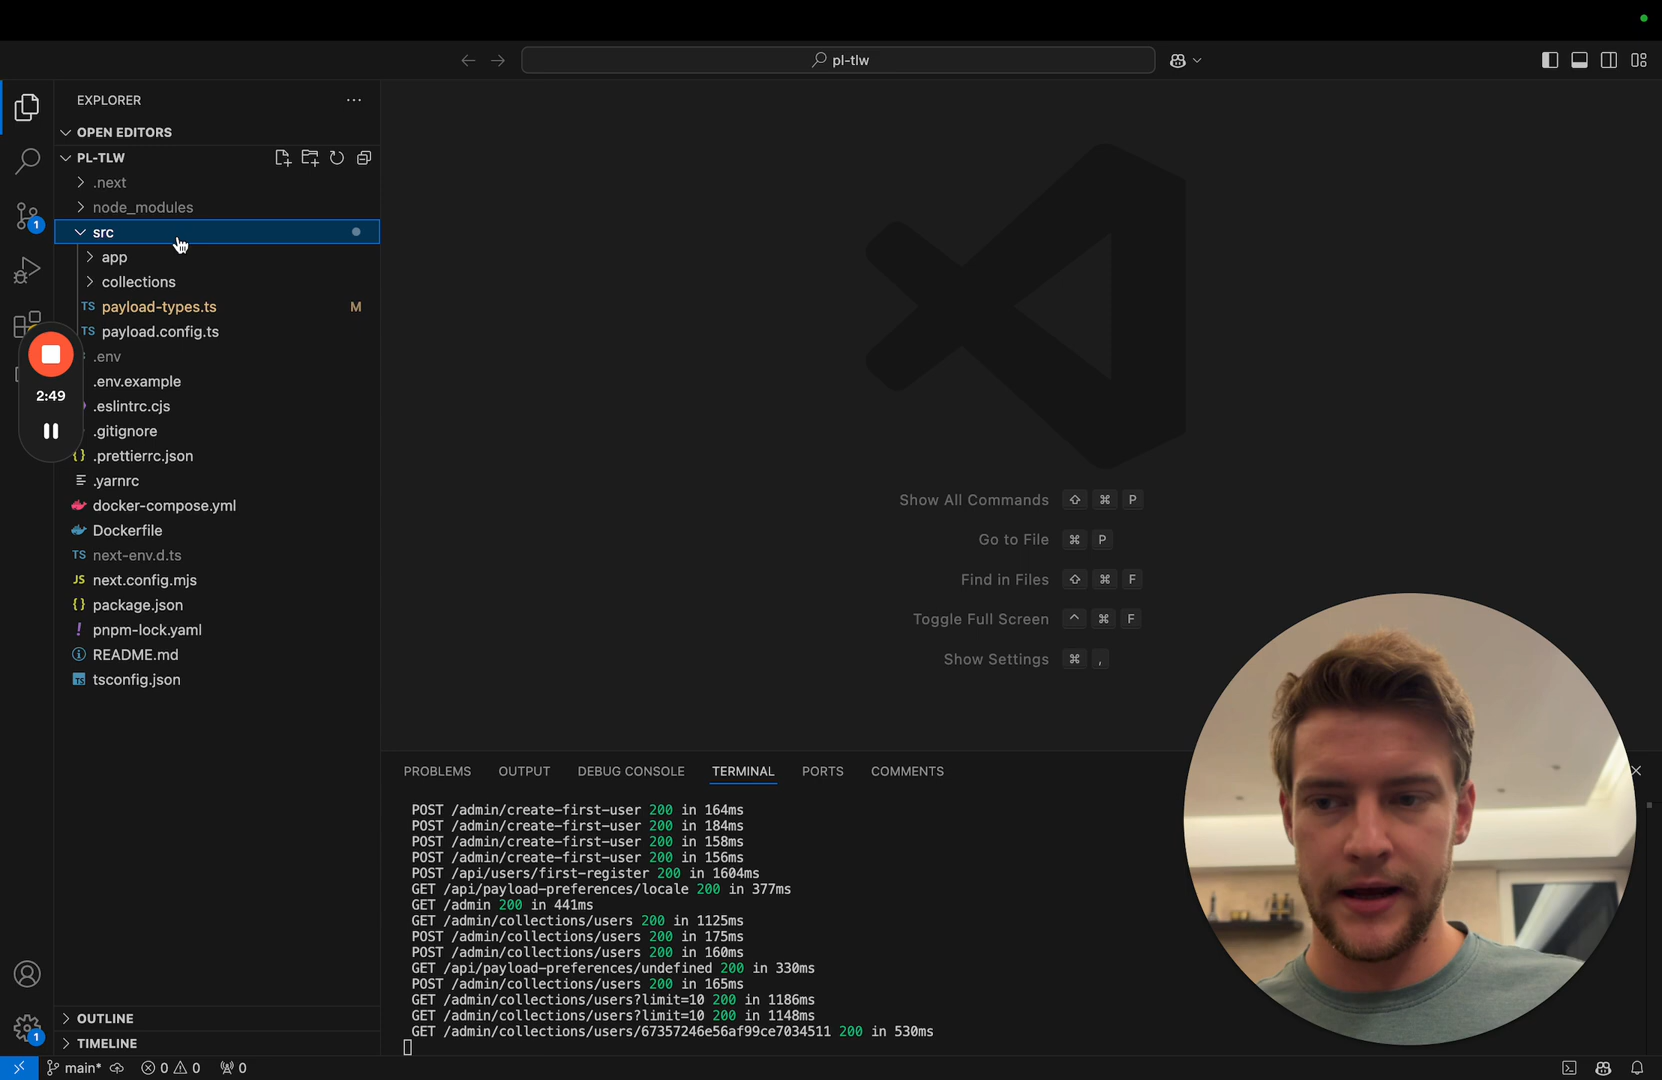 pl-tlw
EXPLORER
OPEN EDITORS
PL-TLW
.next
node_modules
src
app
collections
TS payload-types.ts M
TS payload.config.ts
.env
.env.example
.eslintrc.cjs
.gitignore
{} .prettierrc.json
.yarnrc
docker-compose.yml
Dockerfile
TS next-env.d.ts
JS next.config.mjs
{} package.json
! pnpm-lock.yaml
README.md
TS tsconfig.json
1
2:49
1
OUTLINE
TIMELINE
Show All Commands ⇧ ⌘ P
Go to File ⌘ P
Find in Files ⇧ ⌘ F
Toggle Full Screen ^ ⌘ F
Show Settings ⌘ ,
PROBLEMS OUTPUT DEBUG CONSOLE TERMINAL PORTS COMMENTS
POST /admin/create-first-user 200 in 164ms
POST /admin/create-first-user 200 in 184ms
POST /admin/create-first-user 200 in 158ms
POST /admin/create-first-user 200 in 156ms
POST /api/users/first-register 200 in 1604ms
GET /api/payload-preferences/locale 200 in 377ms
GET /admin 200 in 441ms
GET /admin/collections/users 200 in 1125ms
POST /admin/collections/users 200 in 175ms
POST /admin/collections/users 200 in 160ms
GET /api/payload-preferences/undefined 200 in 330ms
POST /admin/collections/users 200 in 165ms
GET /admin/collections/users?limit=10 200 in 1186ms
GET /admin/collections/users?limit=10 200 in 1148ms
GET /admin/collections/users/67357246e56af99ce7034511 200 in 530ms
main* 0 0 0